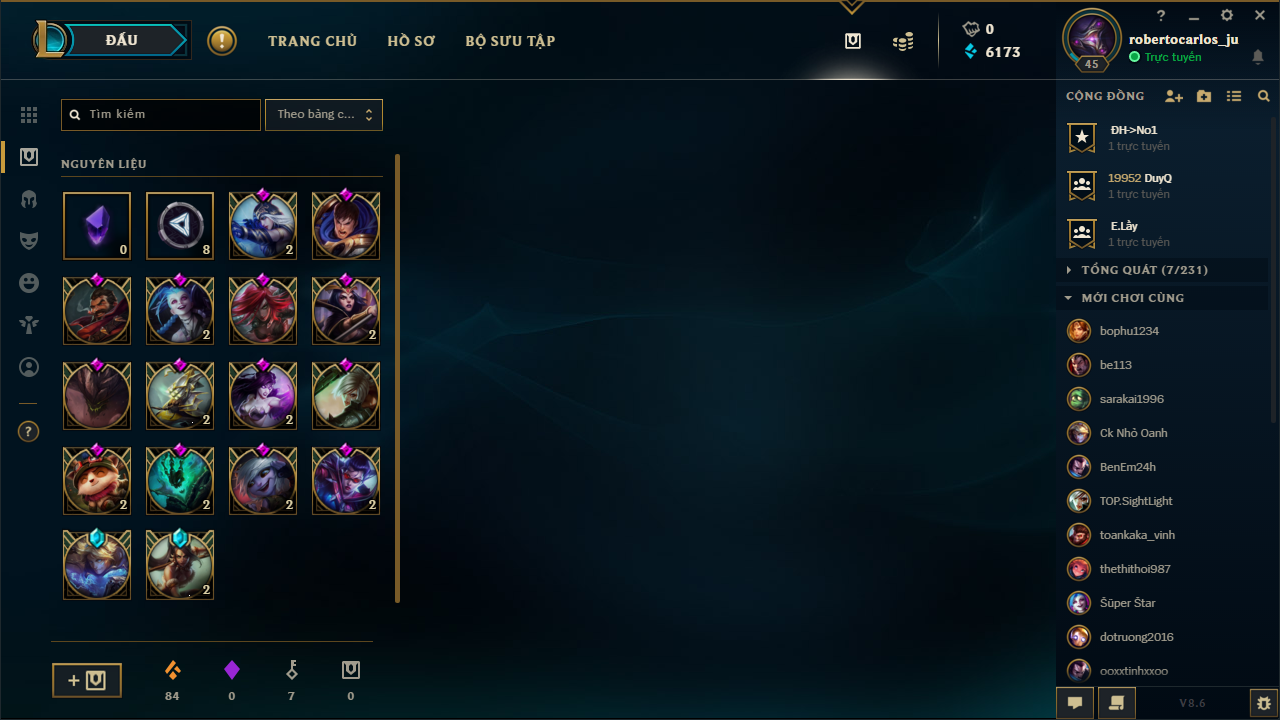 ĐẤU
TRANG CHỦ
HỒ SƠ
BỘ SƯU TẬP
0
6173
45
robertocarlos_ju
Trực tuyến
Tìm kiếm
Theo bảng c...
NGUYÊN LIỆU
0
8
2
2
2
2
2
2
2
2
2
2
2
84
0
7
0
CỘNG ĐỒNG
ĐH->No1
1 trực tuyến
19952 DuyQ
1 trực tuyến
E.Lầy
1 trực tuyến
TỔNG QUÁT (7/231)
MỚI CHƠI CÙNG
bophu1234
be113
sarakai1996
Ck Nhỏ Oanh
BenEm24h
TOP.SightLight
toankaka_vinh
thethithoi987
Šüper Štar
dotruong2016
ooxxtinhxxoo
V8.6